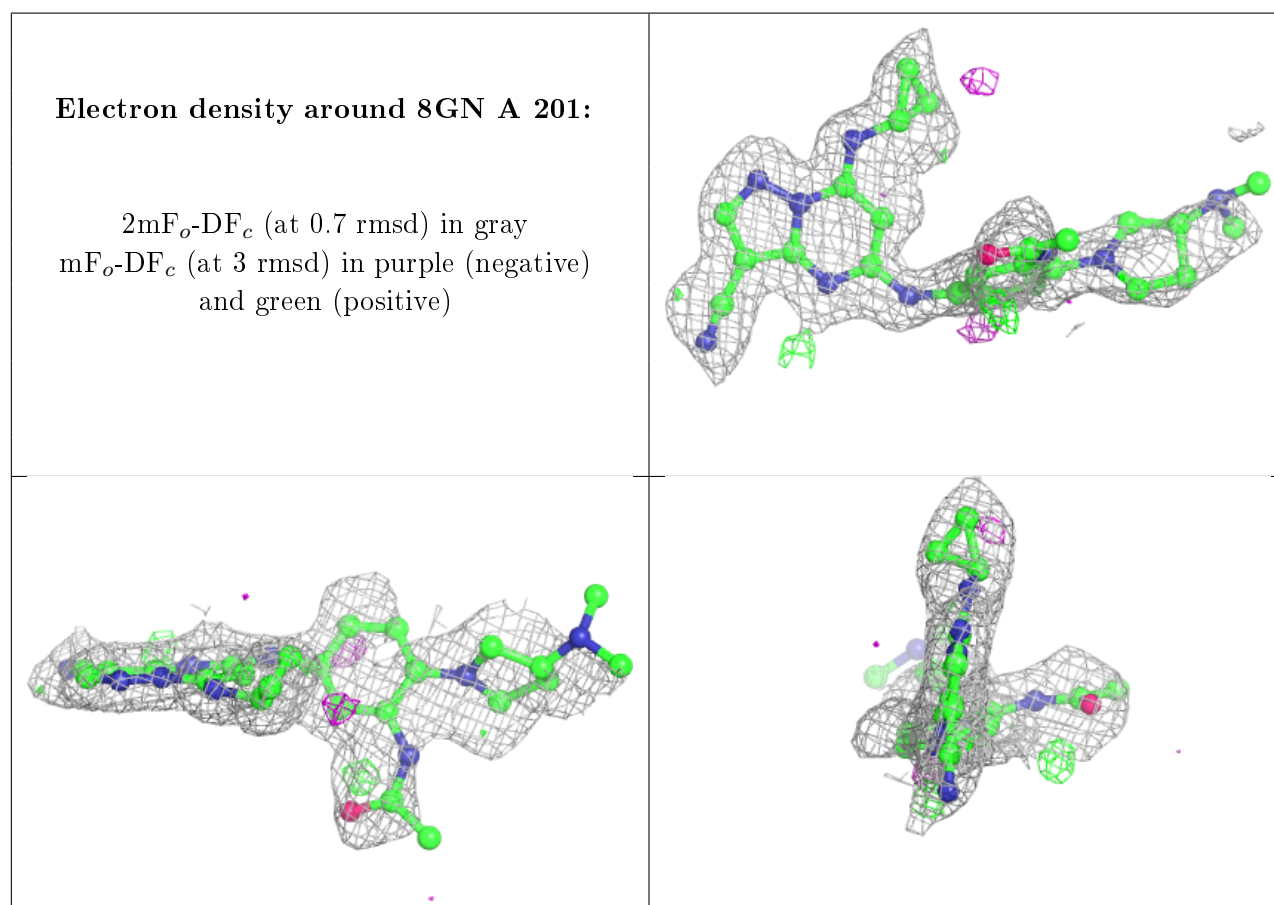 Electron density around 8GN A 201:
2mFo-DFc (at 0.7 rmsd) in gray
mFo-DFc (at 3 rmsd) in purple (negative)
and green (positive)